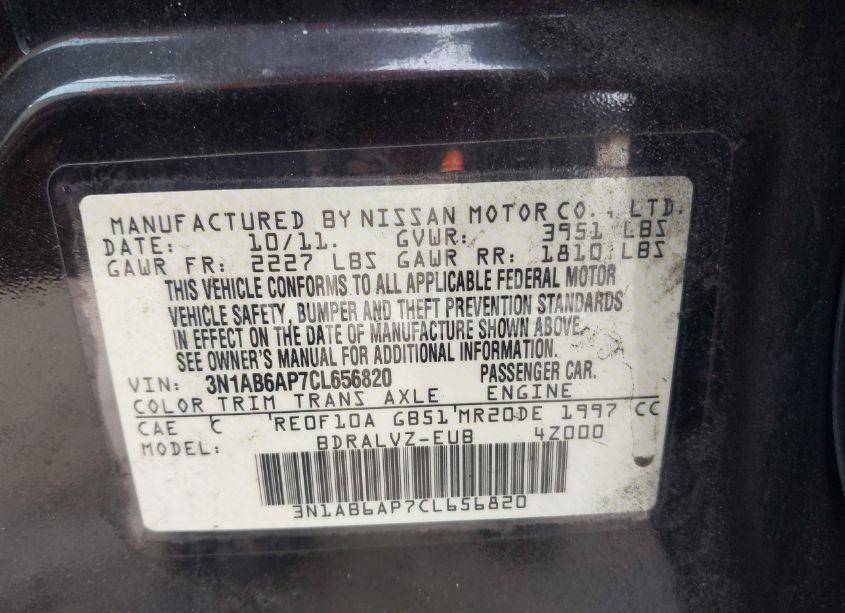 MANUFACTURED BY NISSAN MOTOR CO., LTD.
DATE: 10/11. GVWR: 3951 LBS
GAWR FR: 2227 LBS GAWR RR: 1810 LBS
THIS VEHICLE CONFORMS TO ALL APPLICABLE FEDERAL MOTOR
VEHICLE SAFETY, BUMPER AND THEFT PREVENTION STANDARDS
IN EFFECT ON THE DATE OF MANUFACTURE SHOWN ABOVE.
SEE OWNER'S MANUAL FOR ADDITIONAL INFORMATION.
VIN: 3N1AB6AP7CL656820 PASSENGER CAR.
COLOR TRIM TRANS AXLE ENGINE
CAE C RE0F10A GB51 MR20DE 1997 CC
MODEL: BDRALVZ-EUB 4Z000
3N1AB6AP7CL656820